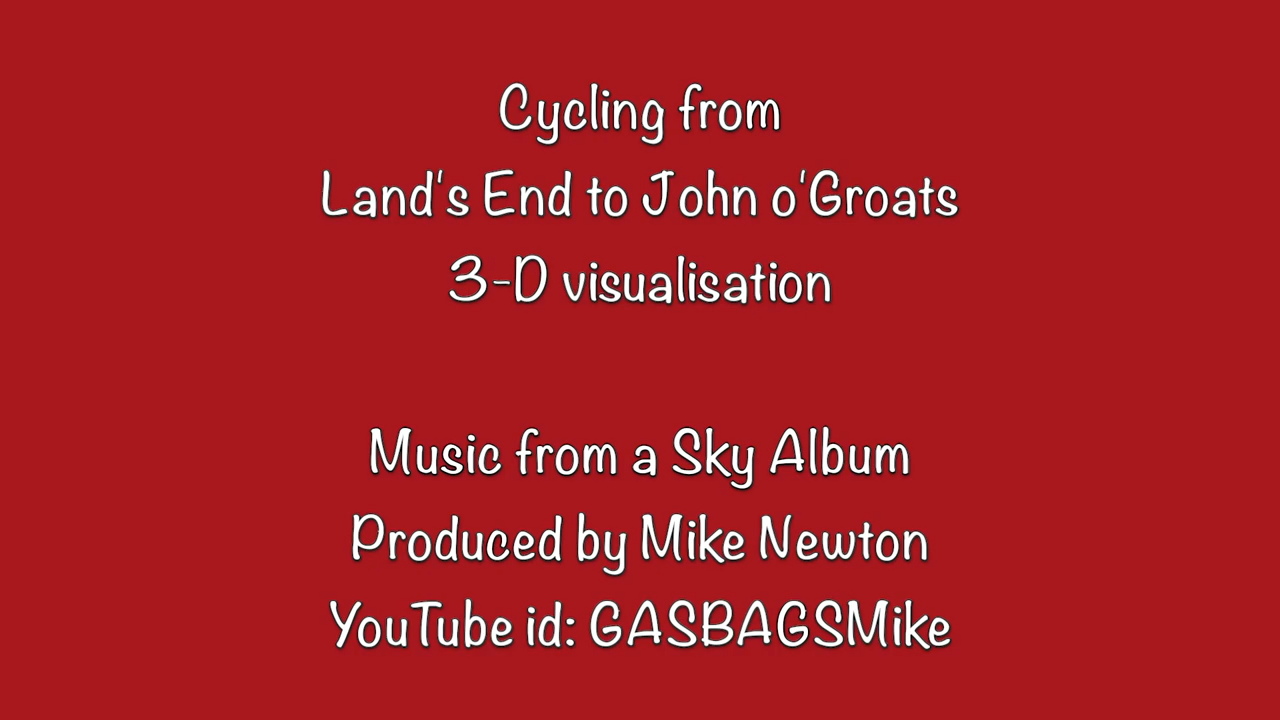 Cycling from
Land's End to John o'Groats
3-D visualisation
Music from a Sky Album
Produced by Mike Newton
YouTube id: GASBAGSMike